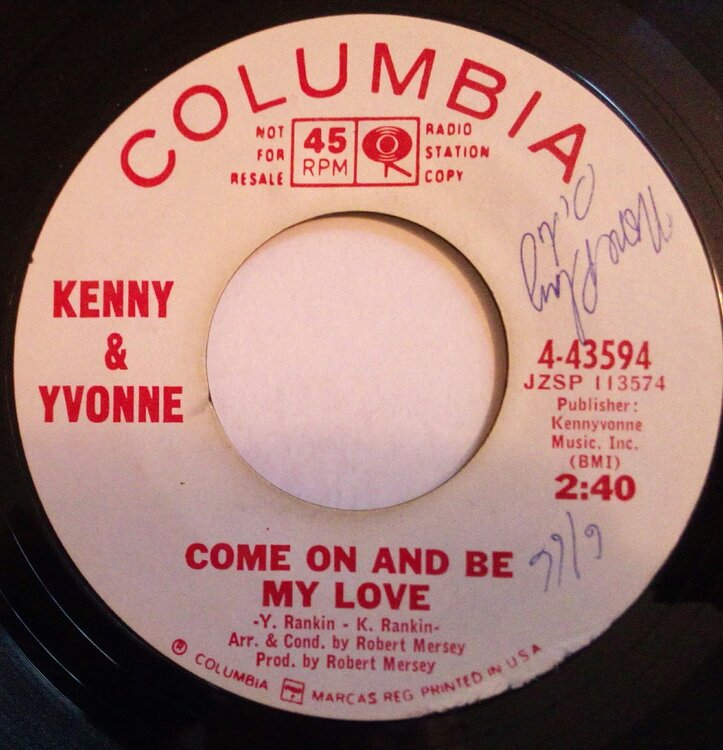 COLUMBIA
NOT
FOR
RESALE
45
RPM
RADIO
STATION
COPY
KENNY
&
YVONNE
4-43594
JZSP 113574
Publisher:
Kennyvonne
Music, Inc.
(BMI)
2:40
COME ON AND BE
MY LOVE
-Y. Rankin - K. Rankin-
Arr. & Cond. by Robert Mersey
Prod. by Robert Mersey
® COLUMBIA MARCAS REG. PRINTED IN U S A